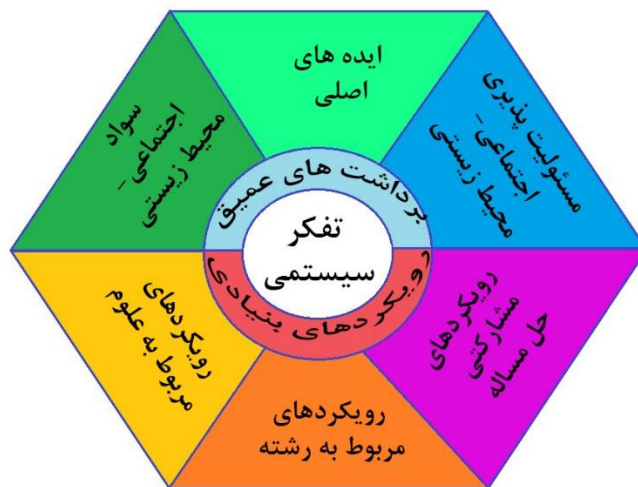 ایده های
اصلی
مسئولیت پذیری
اجتماعی -
محیط زیستی
سواد
اجتماعی -
محیط زیستی
برداشت های عمیق
تفکر
سیستمی
رویکردهای بنیادی
رویکردهای
مشارکتی
حل مساله
رویکردهای
مربوط به علوم
رویکردهای
مربوط به رشته